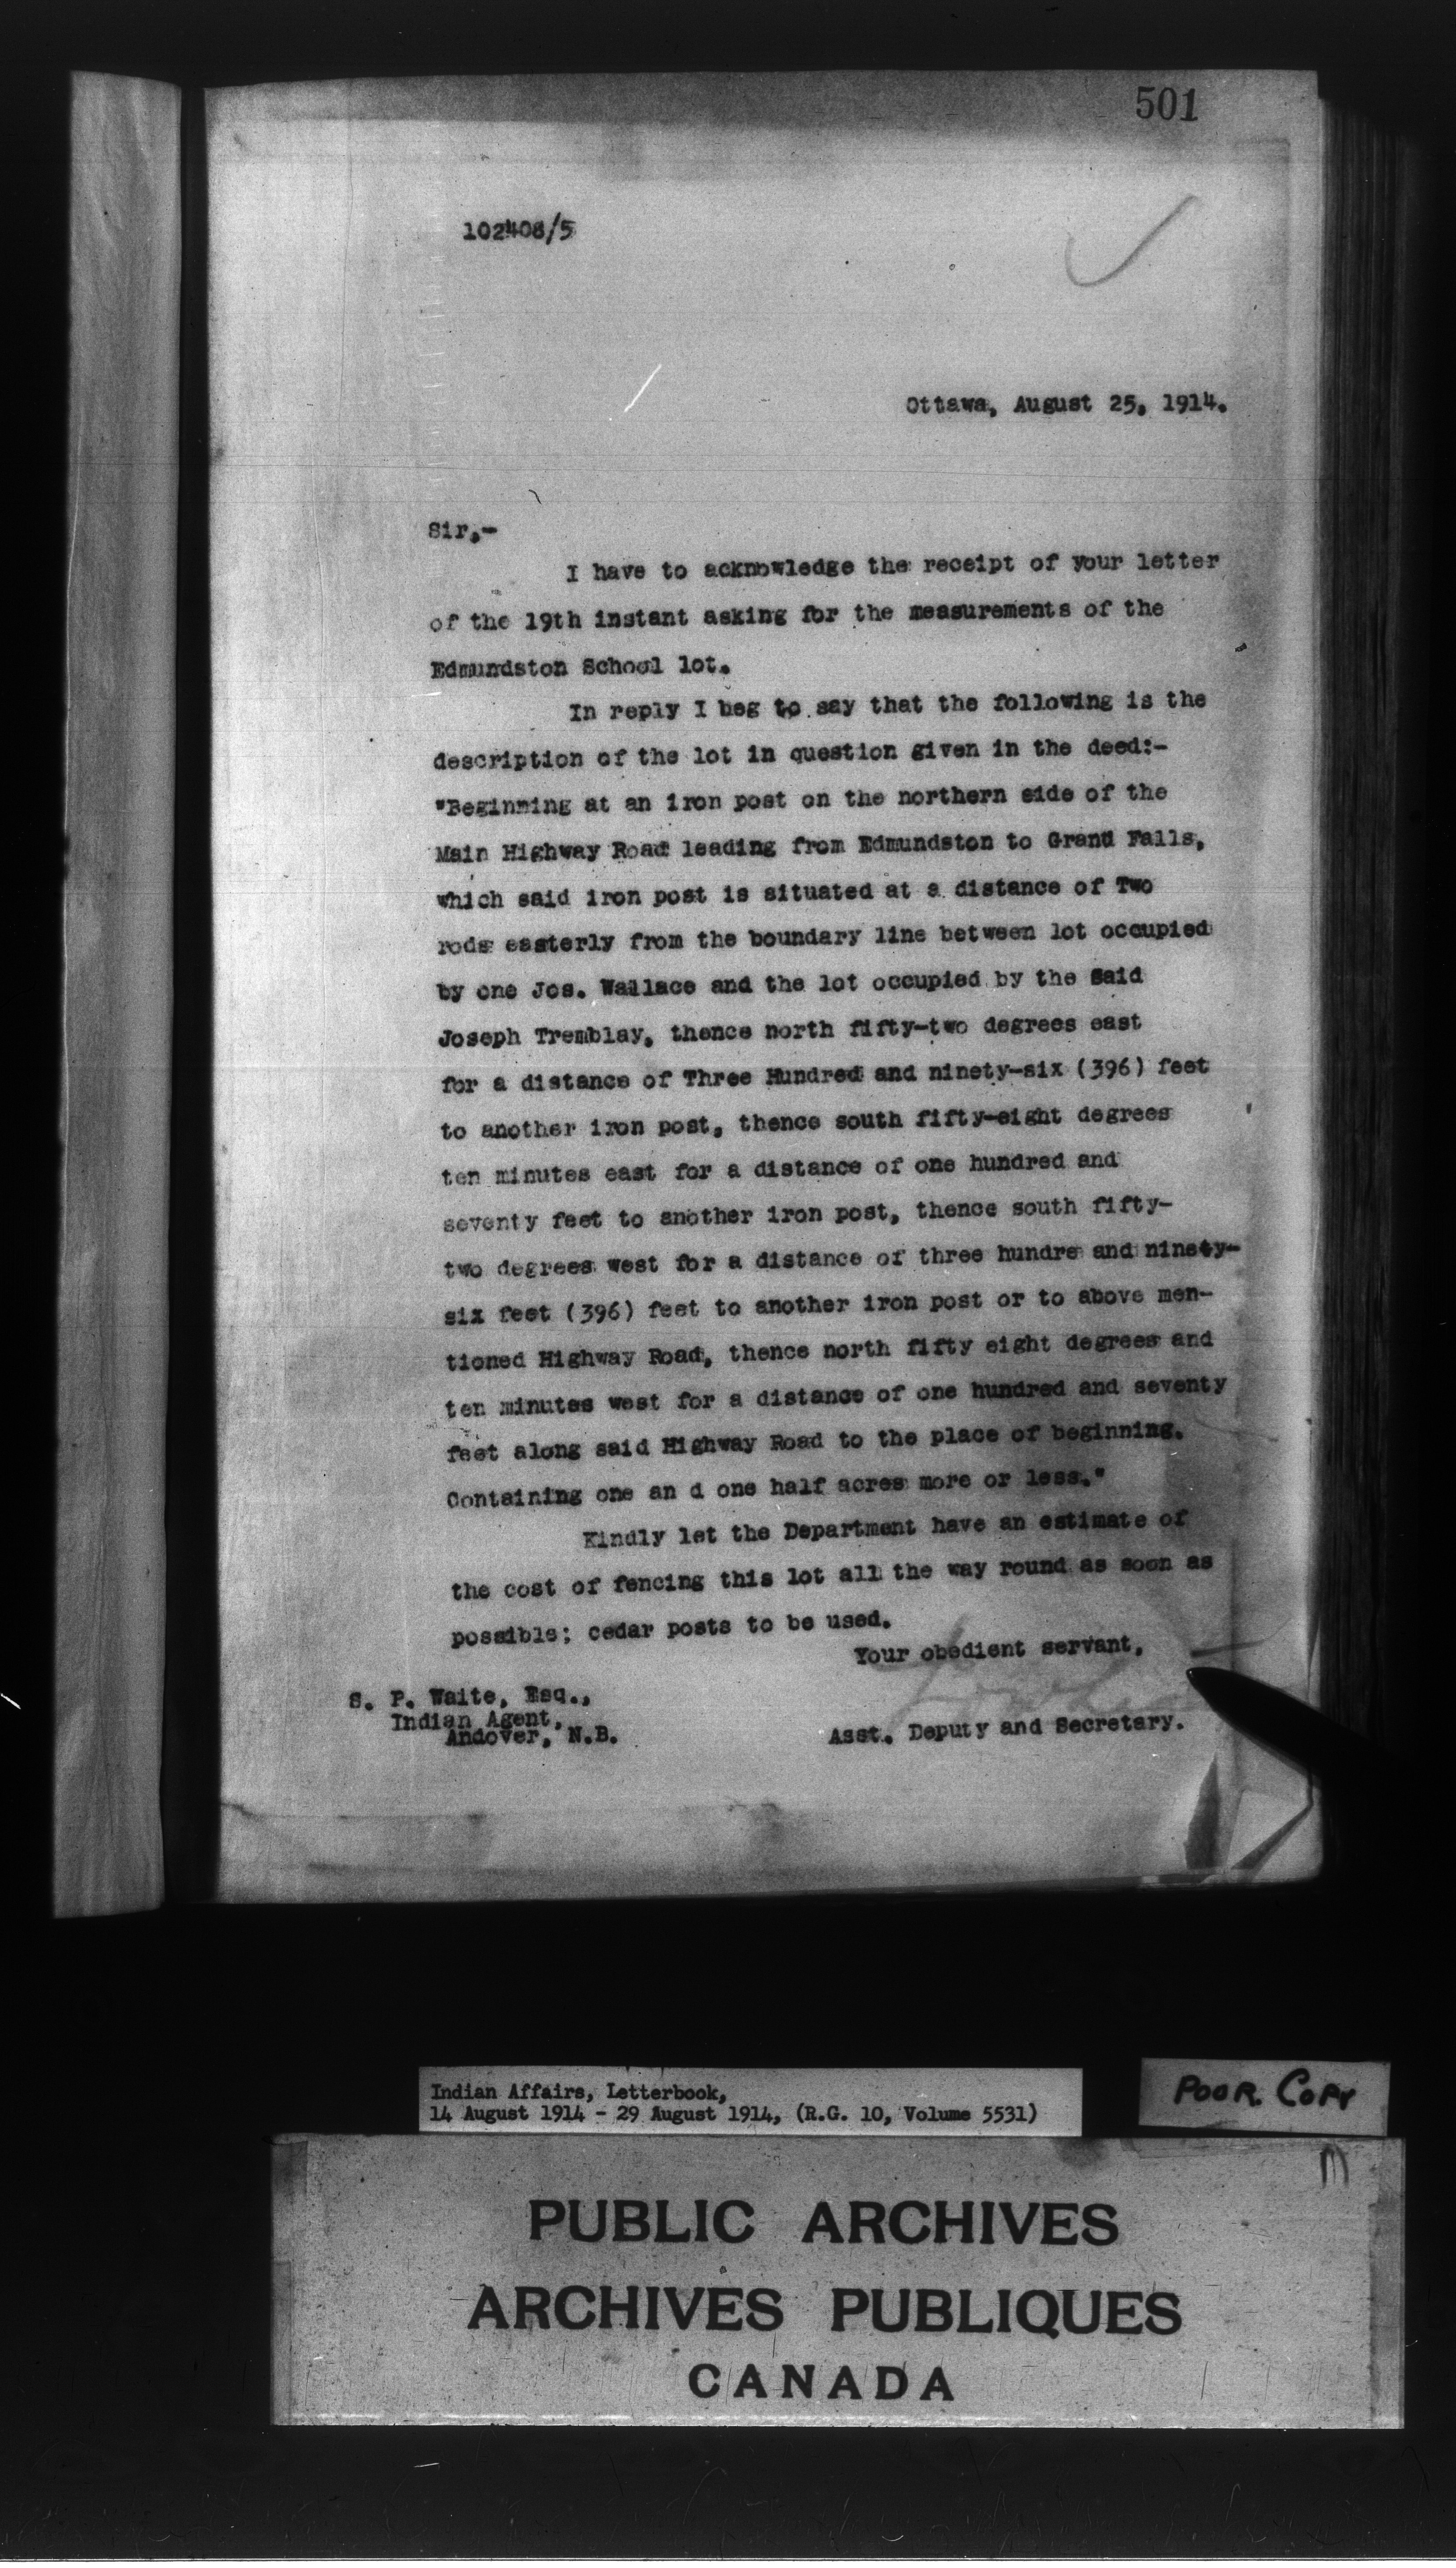 501
102408/5
Ottawa, August 25, 1914.
Sir,-
I have to acknowledge the receipt of your letter
of the 19th instant asking for the measurements of the
Edmundston School lot.
In reply I beg to say that the following is the
description of the lot in question given in the deed:-
"Beginning at an iron post on the northern side of the
Main Highway Road leading from Edmundston to Grand Falls,
which said iron post is situated at a distance of Two
rods easterly from the boundary line between lot occupied
by one Jos. Wallace and the lot occupied by the said
Joseph Tremblay, thence north fifty-two degrees east
for a distance of Three Hundred and ninety-six (396) feet
to another iron post, thence south fifty-eight degrees
ten minutes east for a distance of one hundred and
seventy feet to another iron post, thence south fifty-
two degrees west for a distance of three hundre and ninety-
six feet (396) feet to another iron post or to above men-
tioned Highway Road, thence north fifty eight degrees and
ten minutes west for a distance of one hundred and seventy
feet along said Highway Road to the place of beginning.
Containing one an d one half acres more or less."
Kindly let the Department have an estimate of
the cost of fencing this lot all the way round as soon as
possible; cedar posts to be used.
Your obedient servant,
S. P. Waite, Esq.,
Indian Agent,
Andover, N.B.
Asst. Deputy and Secretary.
Indian Affairs, Letterbook,
14 August 1914 - 29 August 1914, (R.G. 10, Volume 5531)
POOR COPY
M
PUBLIC ARCHIVES
ARCHIVES PUBLIQUES
CANADA